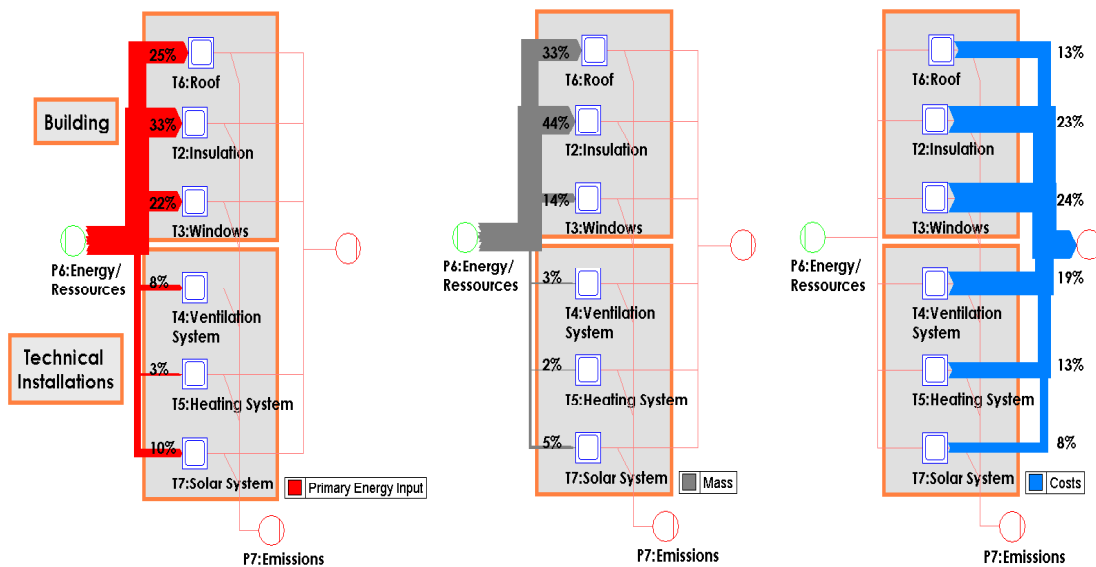 Building
Technical
Installations
25%
T6:Roof
33%
T2:Insulation
22%
T3:Windows
P6:Energy/
Ressources
8%
T4:Ventilation
System
3%
T5:Heating System
10%
T7:Solar System
Primary Energy Input
P7:Emissions
33%
T6:Roof
44%
T2:Insulation
14%
T3:Windows
P6:Energy/
Ressources
3%
T4:Ventilation
System
2%
T5:Heating System
5%
T7:Solar System
Mass
P7:Emissions
13%
T6:Roof
23%
T2:Insulation
24%
T3:Windows
P6:Energy/
Ressources
19%
T4:Ventilation
System
13%
T5:Heating System
8%
T7:Solar System
Costs
P7:Emissions